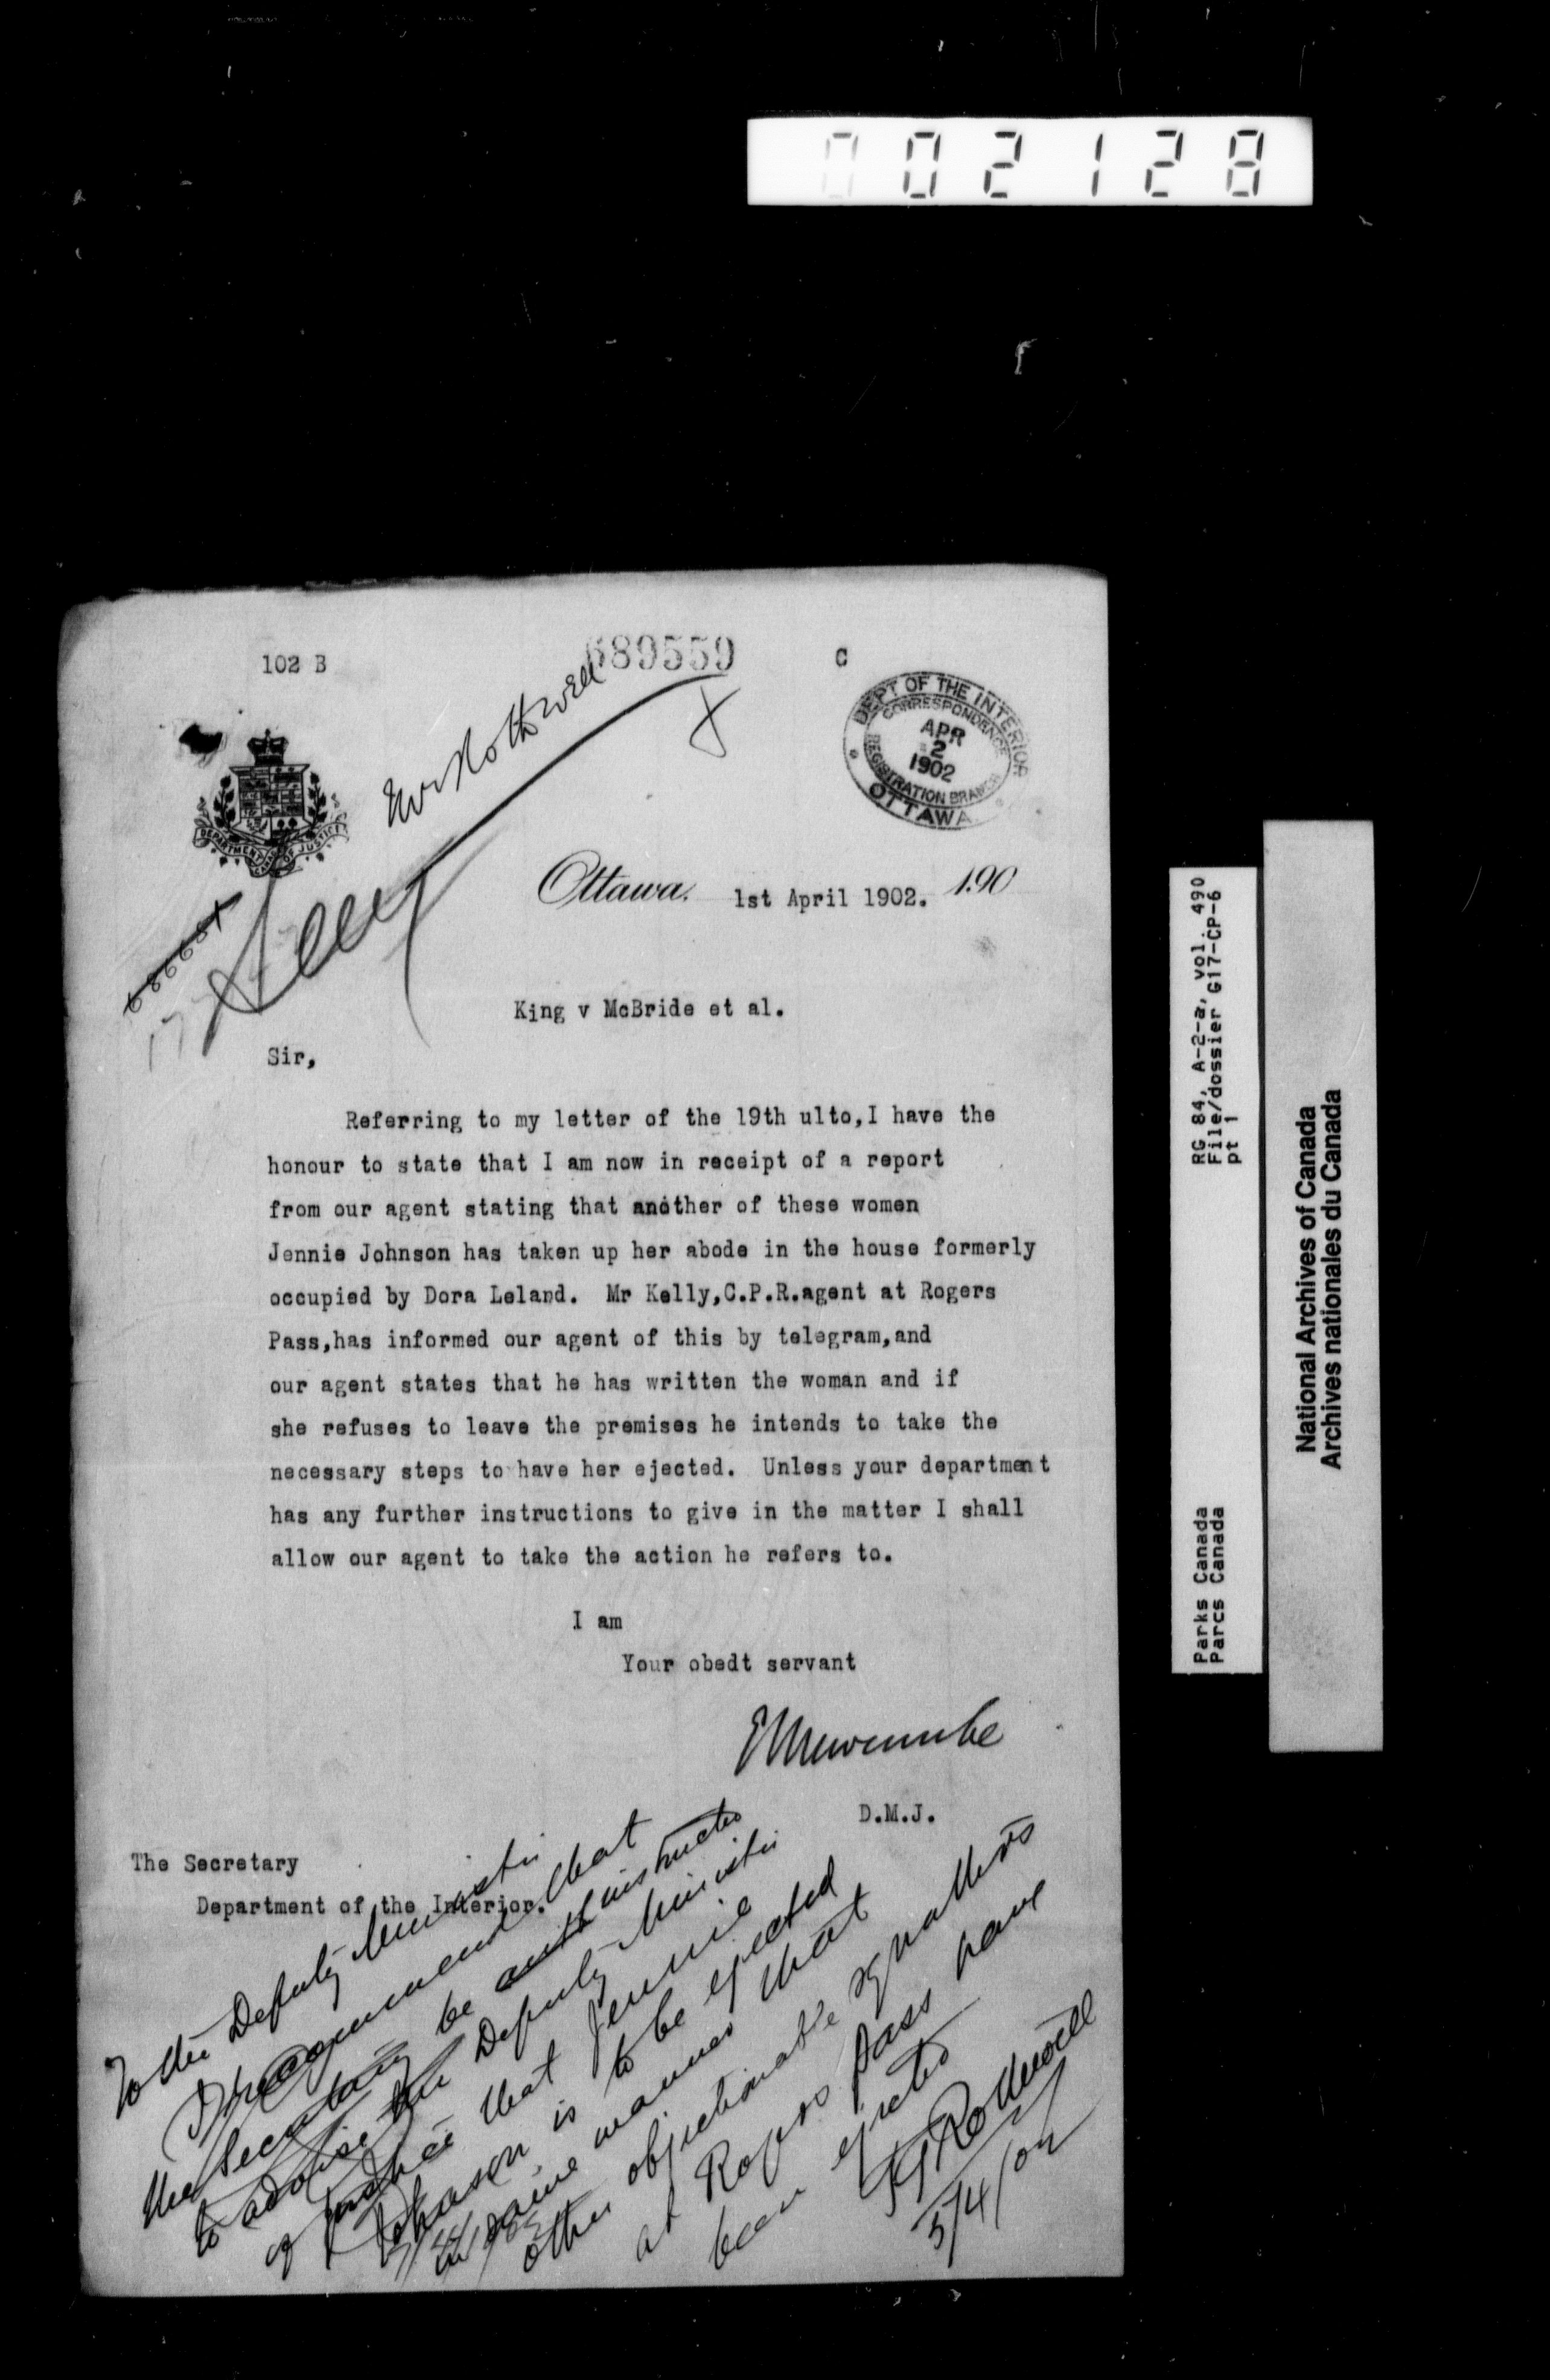 002128
102 B
689559
C
Mr Rothwell
DEPT OF THE INTERIOR
CORRESPONDENCE
APR
2
1902
REGISTRATION BRANCH
OTTAWA
DEPARTMENT OF JUSTICE
CANADA
Ottawa. 1st April 1902. 190
King v McBride et al.
Sir,
Referring to my letter of the 19th ulto,I have the
honour to state that I am now in receipt of a report
from our agent stating that another of these women
Jennie Johnson has taken up her abode in the house formerly
occupied by Dora Leland. Mr Kelly,C.P.R.agent at Rogers
Pass,has informed our agent of this by telegram,and
our agent states that he has written the woman and if
she refuses to leave the premises he intends to take the
necessary steps to have her ejected. Unless your department
has any further instructions to give in the matter I shall
allow our agent to take the action he refers to.
I am
Your obedt servant
ELNewcombe
D.M.J.
The Secretary
Department of the Interior.
To the Deputy Minister
I recommend that
the Secretary be instructed
to advise the Deputy Minister
of Justice that Jennie
Johnson is to be ejected
in same manner that
other objectionable squatters
at Rogers Pass have
been ejected
Rothwell
5/4/02
RG 84, A-2-a, vol. 490
File/dossier G17-CP-6
pt 1
Parks Canada
Parcs Canada
National Archives of Canada
Archives nationales du Canada